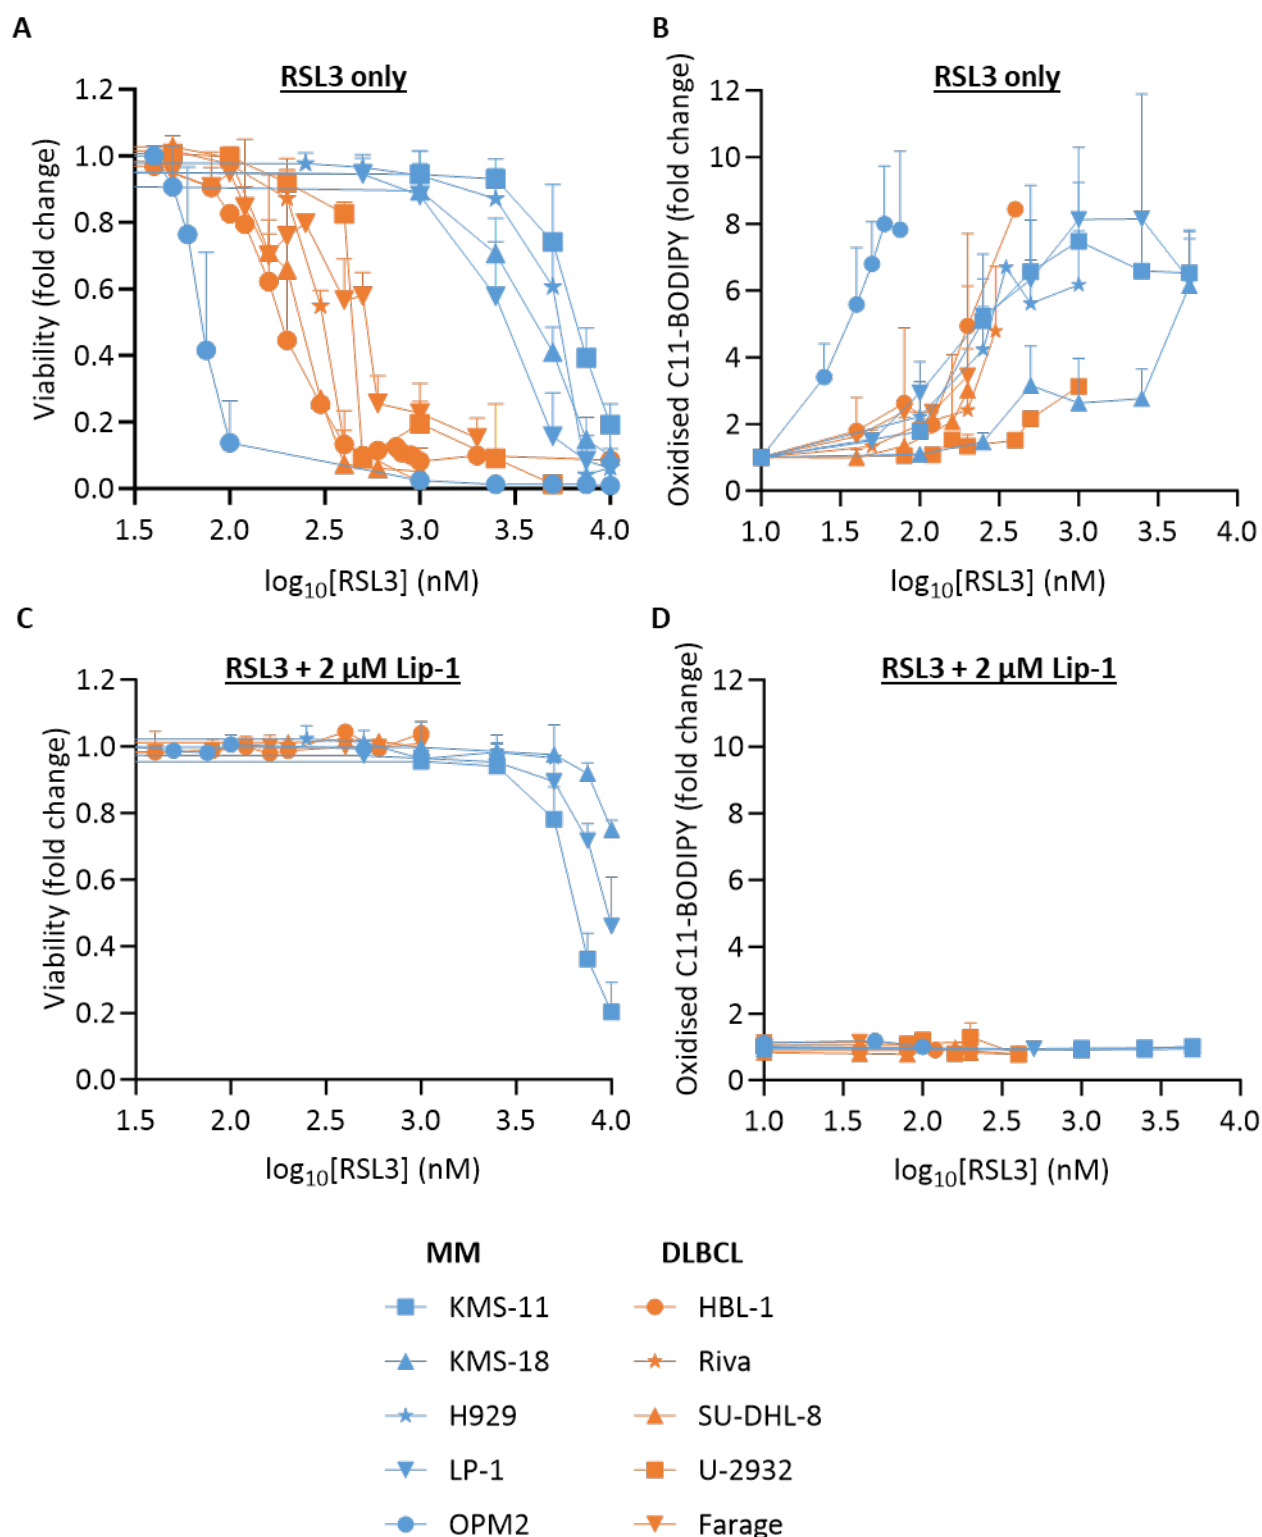 A
B
RSL3 only
RSL3 only
Viability (fold change)
1.2
1.0
0.8
0.6
0.4
0.2
0.0
1.5 2.0 2.5 3.0 3.5 4.0
log10[RSL3] (nM)
Oxidised C11-BODIPY (fold change)
12
10
8
6
4
2
0
1.0 1.5 2.0 2.5 3.0 3.5 4.0
log10[RSL3] (nM)
C
D
RSL3 + 2 µM Lip-1
RSL3 + 2 µM Lip-1
Viability (fold change)
1.2
1.0
0.8
0.6
0.4
0.2
0.0
1.5 2.0 2.5 3.0 3.5 4.0
log10[RSL3] (nM)
Oxidised C11-BODIPY (fold change)
12
10
8
6
4
2
0
1.0 1.5 2.0 2.5 3.0 3.5 4.0
log10[RSL3] (nM)
MM
KMS-11
KMS-18
H929
LP-1
OPM2
DLBCL
HBL-1
Riva
SU-DHL-8
U-2932
Farage